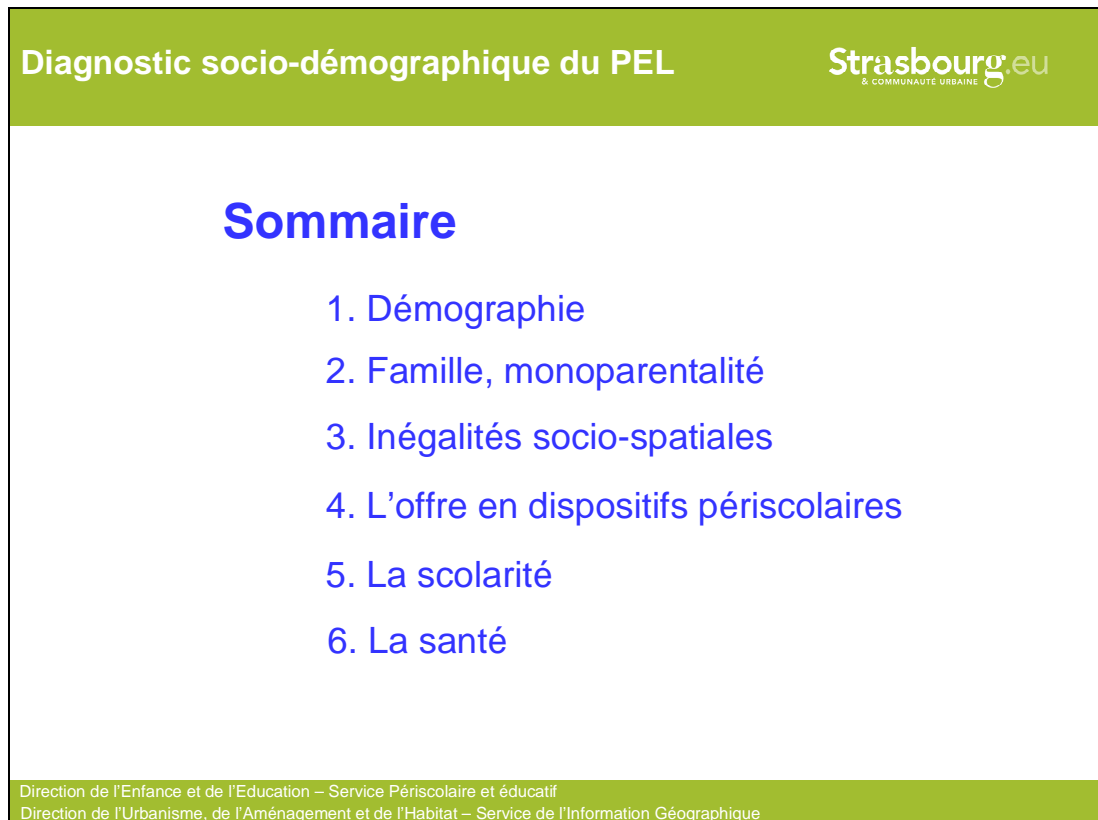 Diagnostic socio-démographique du PEL
Strasbourg.eu
& COMMUNAUTÉ URBAINE
Sommaire
1. Démographie
2. Famille, monoparentalité
3. Inégalités socio-spatiales
4. L’offre en dispositifs périscolaires
5. La scolarité
6. La santé
Direction de l’Enfance et de l’Education – Service Périscolaire et éducatif
Direction de l’Urbanisme, de l’Aménagement et de l’Habitat – Service de l’Information Géographique